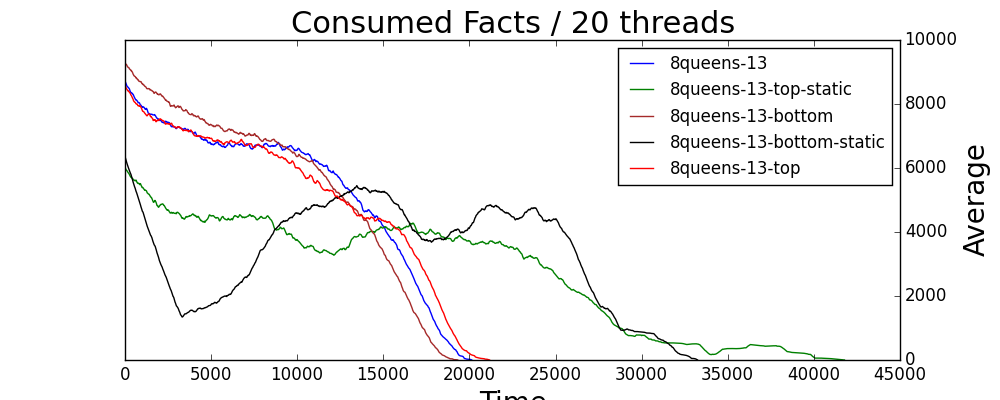 Consumed Facts / 20 threads
8queens-13
8queens-13-top-static
8queens-13-bottom
8queens-13-bottom-static
8queens-13-top
10000
8000
6000
4000
2000
0
Average
0 5000 10000 15000 20000 25000 30000 35000 40000 45000
Time